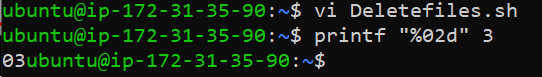 ubuntu@ip-172-31-35-90:~$ vi Deletefiles.sh
ubuntu@ip-172-31-35-90:~$ printf "%02d" 3
03ubuntu@ip-172-31-35-90:~$